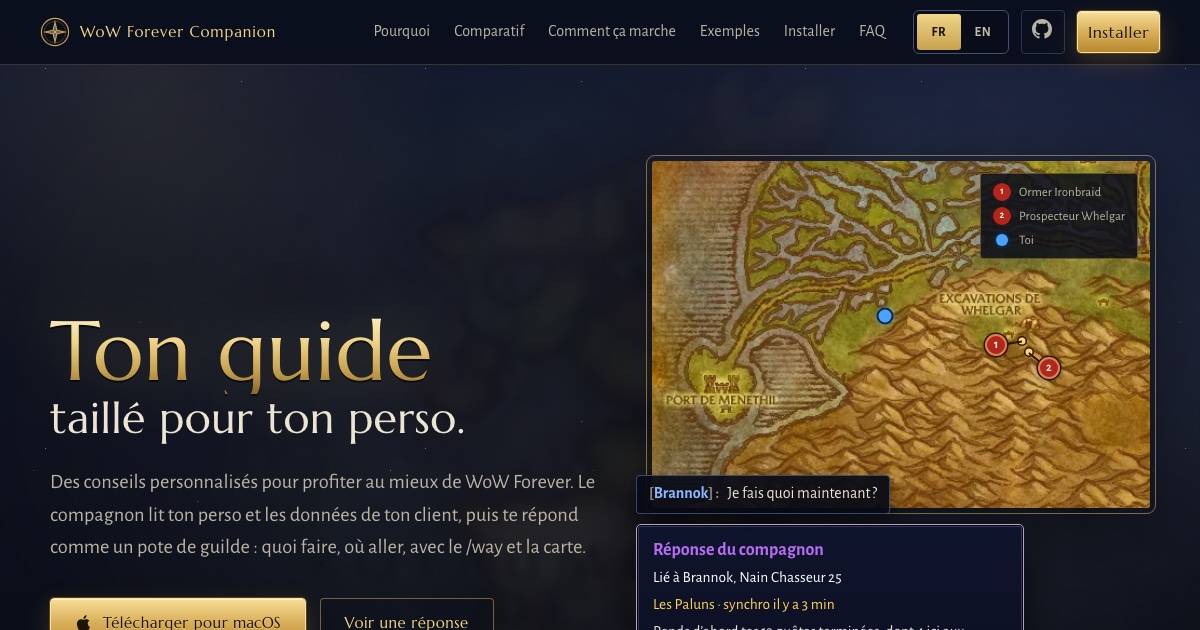 WoW Forever Companion
Pourquoi
Comparatif
Comment ça marche
Exemples
Installer
FAQ
FR
EN
Installer
Ton guide
taillé pour ton perso.
Des conseils personnalisés pour profiter au mieux de WoW Forever. Le
compagnon lit ton perso et les données de ton client, puis te répond
comme un pote de guilde : quoi faire, où aller, avec le /way et la carte.
Télécharger pour macOS
Voir une réponse
1 Ormer Ironbraid
2 Prospecteur Whelgar
Toi
EXCAVATIONS DE
WHELGAR
1
2
PORT DE MENETHIL
[Brannok] : Je fais quoi maintenant ?
Réponse du compagnon
Lié à Brannok, Nain Chasseur 25
Les Paluns · synchro il y a 3 min